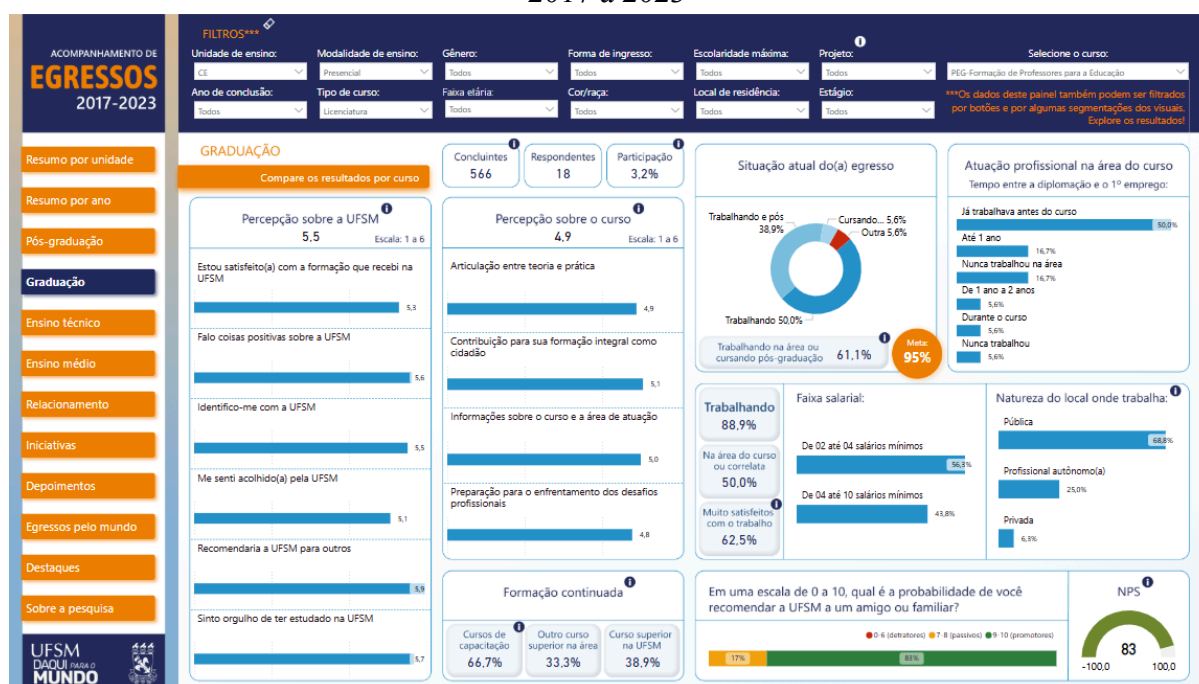 2017 a 2023
ACOMPANHAMENTO DE
EGRESSOS
2017-2023
FILTROS***
Unidade de ensino:
CE
Modalidade de ensino:
Presencial
Gênero:
Todos
Forma de ingresso:
Todos
Escolaridade máxima:
Todos
Projeto:
Todos
Selecione o curso:
PEG-Formação de Professores para a Educação
Ano de conclusão:
Todos
Tipo de curso:
Licenciatura
Faixa etária:
Todos
Cor/raça:
Todos
Local de residência:
Todos
Estágio:
Todos
***Os dados deste painel também podem ser filtrados
por botões e por algumas segmentações dos visuais.
Explore os resultados!
Resumo por unidade
Resumo por ano
Pós-graduação
Graduação
Ensino técnico
Ensino médio
Relacionamento
Iniciativas
Depoimentos
Egressos pelo mundo
Destaques
Sobre a pesquisa
UFSM
DAQUI PARA O
MUNDO
GRADUAÇÃO
Compare os resultados por curso
Concluintes
566
Respondentes
18
Participação
3,2%
Percepção sobre a UFSM
5,5
Escala: 1 a 6
Estou satisfeito(a) com a formação que recebi na
UFSM
5,3
Falo coisas positivas sobre a UFSM
5,6
Identifico-me com a UFSM
5,5
Me senti acolhido(a) pela UFSM
5,1
Recomendaria a UFSM para outros
5,9
Sinto orgulho de ter estudado na UFSM
5,7
Percepção sobre o curso
4.9
Escala: 1 a 6
Articulação entre teoria e prática
4,9
Contribuição para sua formação integral como
cidadão
5,1
Informações sobre o curso e a área de atuação
5,0
Preparação para o enfrentamento dos desafios
profissionais
4,8
Formação continuada
Cursos de
capacitação
66,7%
Outro curso
superior na área
33,3%
Curso superior
na UFSM
38,9%
Situação atual do(a) egresso
Trabalhando e pós
38,9%
Cursando... 5,6%
Outra 5,6%
Trabalhando 50,0%
Trabalhando na área ou
cursando pós-graduação
61,1%
Meta:
95%
Atuação profissional na área do curso
Tempo entre a diplomação e o 1º emprego:
Já trabalhava antes do curso
50,0%
Até 1 ano
16,7%
Nunca trabalhou na área
16,7%
De 1 ano a 2 anos
5,6%
Durante o curso
5,6%
Nunca trabalhou
5,6%
Trabalhando
88,9%
Na área do curso
ou correlata
50,0%
Muito satisfeitos
com o trabalho
62,5%
Faixa salarial:
De 02 até 04 salários mínimos
56,3%
De 04 até 10 salários mínimos
43,8%
Natureza do local onde trabalha:
Pública
68,8%
Profissional autônomo(a)
25,0%
Privada
6,3%
Em uma escala de 0 a 10, qual é a probabilidade de você
recomendar a UFSM a um amigo ou familiar?
0-6 (detratores) 7-8 (passivos) 9-10 (promotores)
17%
83%
NPS
83
-100,0
100,0